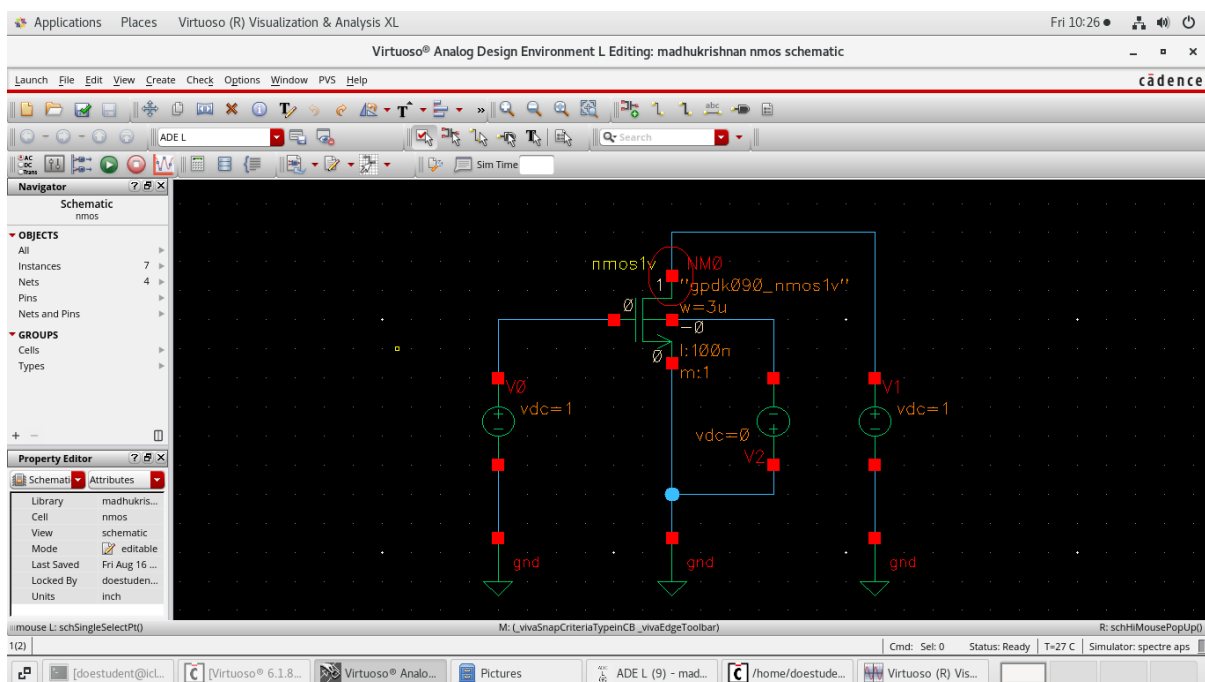 Applications Places Virtuoso (R) Visualization & Analysis XL Fri 10:26
Virtuoso® Analog Design Environment L Editing: madhukrishnan nmos schematic
Launch File Edit View Create Check Options Window PVS Help cādence
ADE L
Search
Sim Time
Navigator
Schematic
nmos
OBJECTS
All
Instances 7
Nets 4
Pins
Nets and Pins
GROUPS
Cells
Types
Property Editor
Schemati Attributes
Library madhukris...
Cell nmos
View schematic
Mode editable
Last Saved Fri Aug 16 ...
Locked By doestuden...
Units inch
nmos1v NM0
1 "gpdk090_nmos1v"
0 w=3u
-0
0 l:100n
m:1
V0 V1
vdc=1 vdc=1
vdc=0
V2
gnd gnd gnd
mouse L: schSingleSelectPt() M: (_vivaSnapCriteriaTypeinCB _vivaEdgeToolbar) R: schHiMousePopUp()
1(2) Cmd: Sel: 0 Status: Ready T=27 C Simulator: spectre aps
[doestudent@icl... [Virtuoso® 6.1.8... Virtuoso® Analo... Pictures ADE L (9) - mad... /home/doestude... Virtuoso (R) Vis...